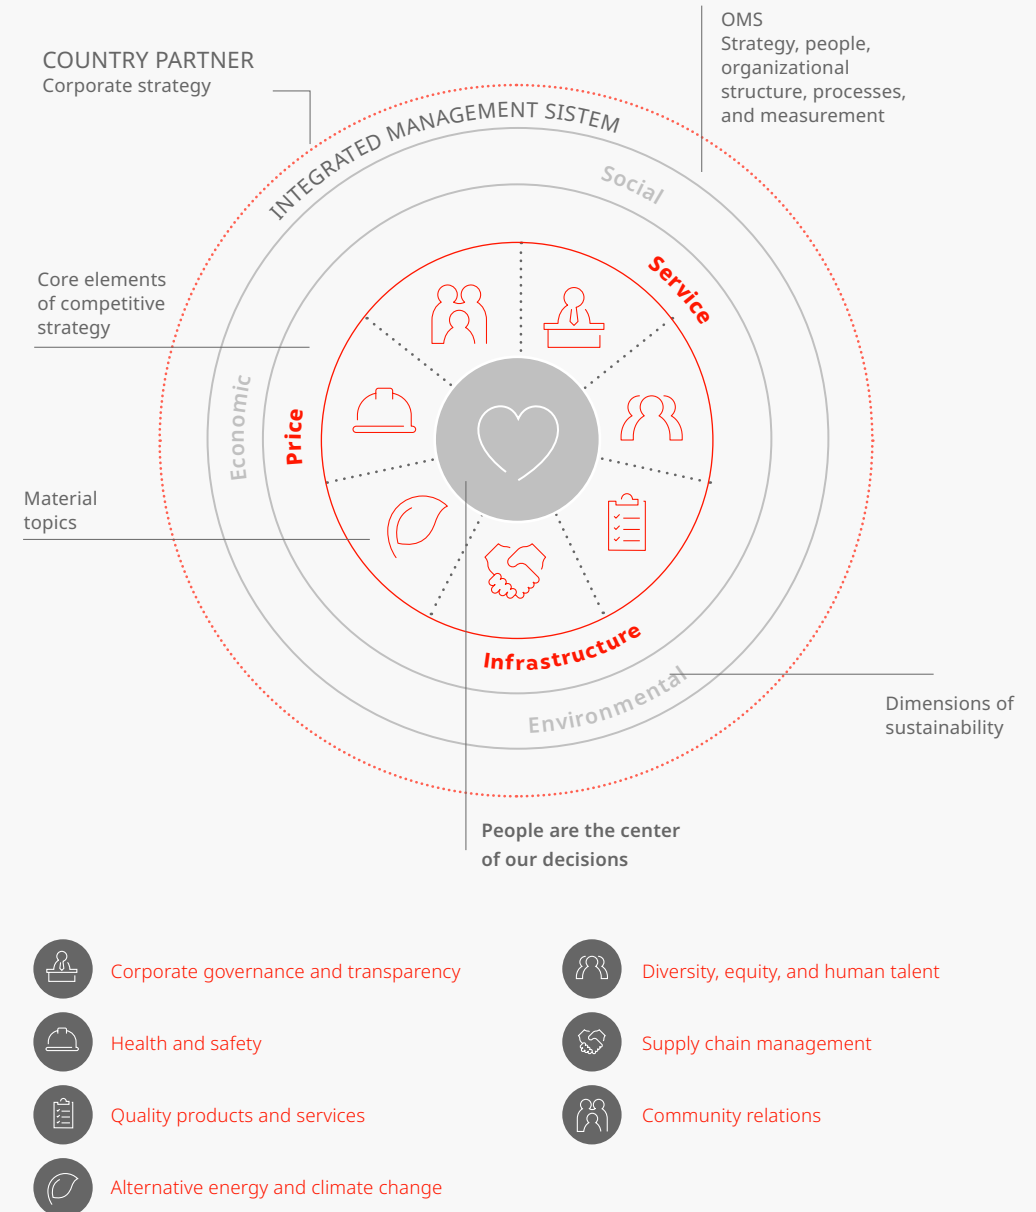 OMS
Strategy, people,
organizational
structure, processes,
and measurement
COUNTRY PARTNER
Corporate strategy
INTEGRATED MANAGEMENT SISTEM
Social
Service
Core elements
of competitive
strategy
Economic
Price
Material
topics
Infrastructure
Environmental
Dimensions of
sustainability
People are the center
of our decisions
Corporate governance and transparency
Diversity, equity, and human talent
Health and safety
Supply chain management
Quality products and services
Community relations
Alternative energy and climate change